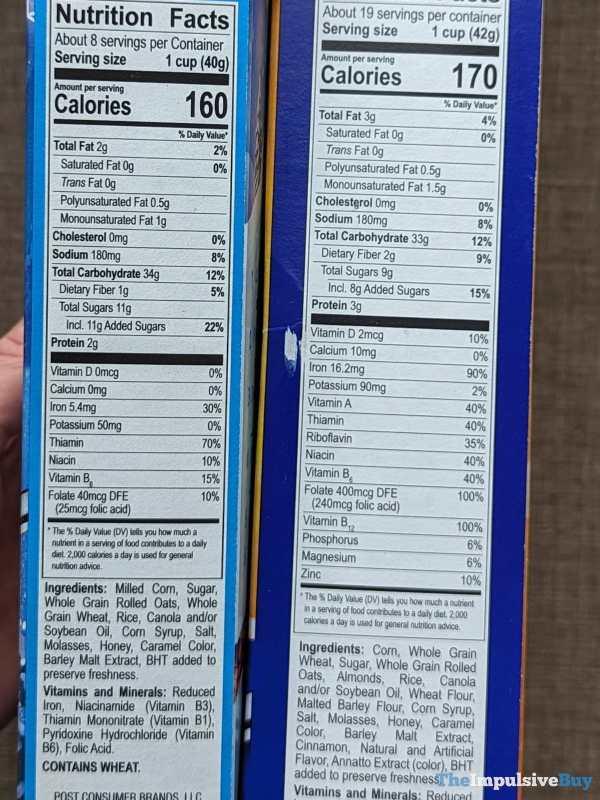 Nutrition Facts
About 8 servings per Container
Serving size 1 cup (40g)
Amount per serving
Calories 160
% Daily Value*
Total Fat 2g 2%
Saturated Fat 0g 0%
Trans Fat 0g
Polyunsaturated Fat 0.5g
Monounsaturated Fat 1g
Cholesterol 0mg 0%
Sodium 180mg 8%
Total Carbohydrate 34g 12%
Dietary Fiber 1g 5%
Total Sugars 11g
Incl. 11g Added Sugars 22%
Protein 2g
Vitamin D 0mcg 0%
Calcium 0mg 0%
Iron 5.4mg 30%
Potassium 50mg 0%
Thiamin 70%
Niacin 10%
Vitamin B6 15%
Folate 40mcg DFE 10%
(25mcg folic acid)
* The % Daily Value (DV) tells you how much a
nutrient in a serving of food contributes to a daily
diet. 2,000 calories a day is used for general
nutrition advice.
Ingredients: Milled Corn, Sugar,
Whole Grain Rolled Oats, Whole
Grain Wheat, Rice, Canola and/or
Soybean Oil, Corn Syrup, Salt,
Molasses, Honey, Caramel Color,
Barley Malt Extract, BHT added to
preserve freshness.
Vitamins and Minerals: Reduced
Iron, Niacinamide (Vitamin B3),
Thiamin Mononitrate (Vitamin B1),
Pyridoxine Hydrochloride (Vitamin
B6), Folic Acid.
CONTAINS WHEAT.
POST CONSUMER BRANDS, LLC
About 19 servings per container
Serving size 1 cup (42g)
Amount per serving
Calories 170
% Daily Value*
Total Fat 3g 4%
Saturated Fat 0g 0%
Trans Fat 0g
Polyunsaturated Fat 0.5g
Monounsaturated Fat 1.5g
Cholesterol 0mg 0%
Sodium 180mg 8%
Total Carbohydrate 33g 12%
Dietary Fiber 2g 9%
Total Sugars 9g
Incl. 8g Added Sugars 15%
Protein 3g
Vitamin D 2mcg 10%
Calcium 10mg 0%
Iron 16.2mg 90%
Potassium 90mg 2%
Vitamin A 40%
Thiamin 40%
Riboflavin 35%
Niacin 40%
Vitamin B6 40%
Folate 400mcg DFE 100%
(240mcg folic acid)
Vitamin B12 100%
Phosphorus 6%
Magnesium 6%
Zinc 10%
* The % Daily Value (DV) tells you how much a nutrient
in a serving of food contributes to a daily diet. 2,000
calories a day is used for general nutrition advice.
Ingredients: Corn, Whole Grain
Wheat, Sugar, Whole Grain Rolled
Oats, Almonds, Rice, Canola
and/or Soybean Oil, Wheat Flour,
Malted Barley Flour, Corn Syrup,
Salt, Molasses, Honey, Caramel
Color, Barley Malt Extract,
Cinnamon, Natural and Artificial
Flavor, Annatto Extract (color), BHT
added to preserve freshness.
Vitamins and Minerals: Reduced
TheImpulsiveBuy